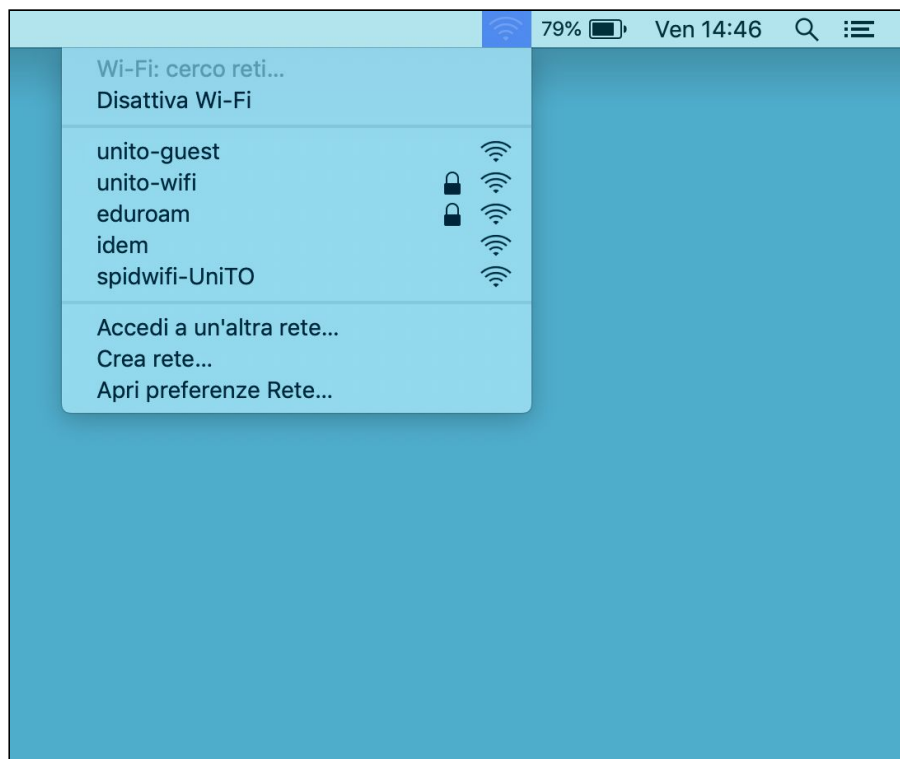 79% Ven 14:46
Wi-Fi: cerco reti...
Disattiva Wi-Fi
unito-guest
unito-wifi
eduroam
idem
spidwifi-UniTO
Accedi a un'altra rete...
Crea rete...
Apri preferenze Rete...